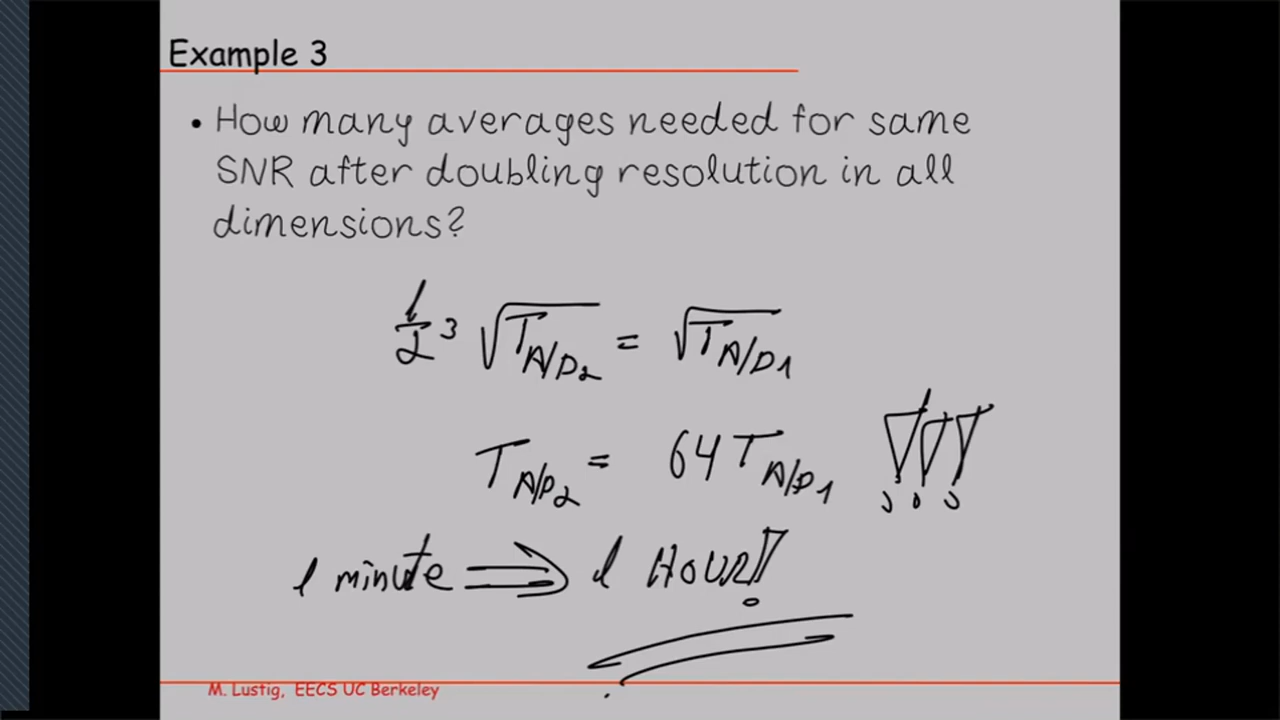 Example 3
• How many averages needed for same
SNR after doubling resolution in all
dimensions?
1/2³ √T_A/D2 = √T_A/D1
T_A/D2 = 64 T_A/D1 !!!
1 minute ⇒ 1 HOUR!!
M. Lustig, EECS UC Berkeley